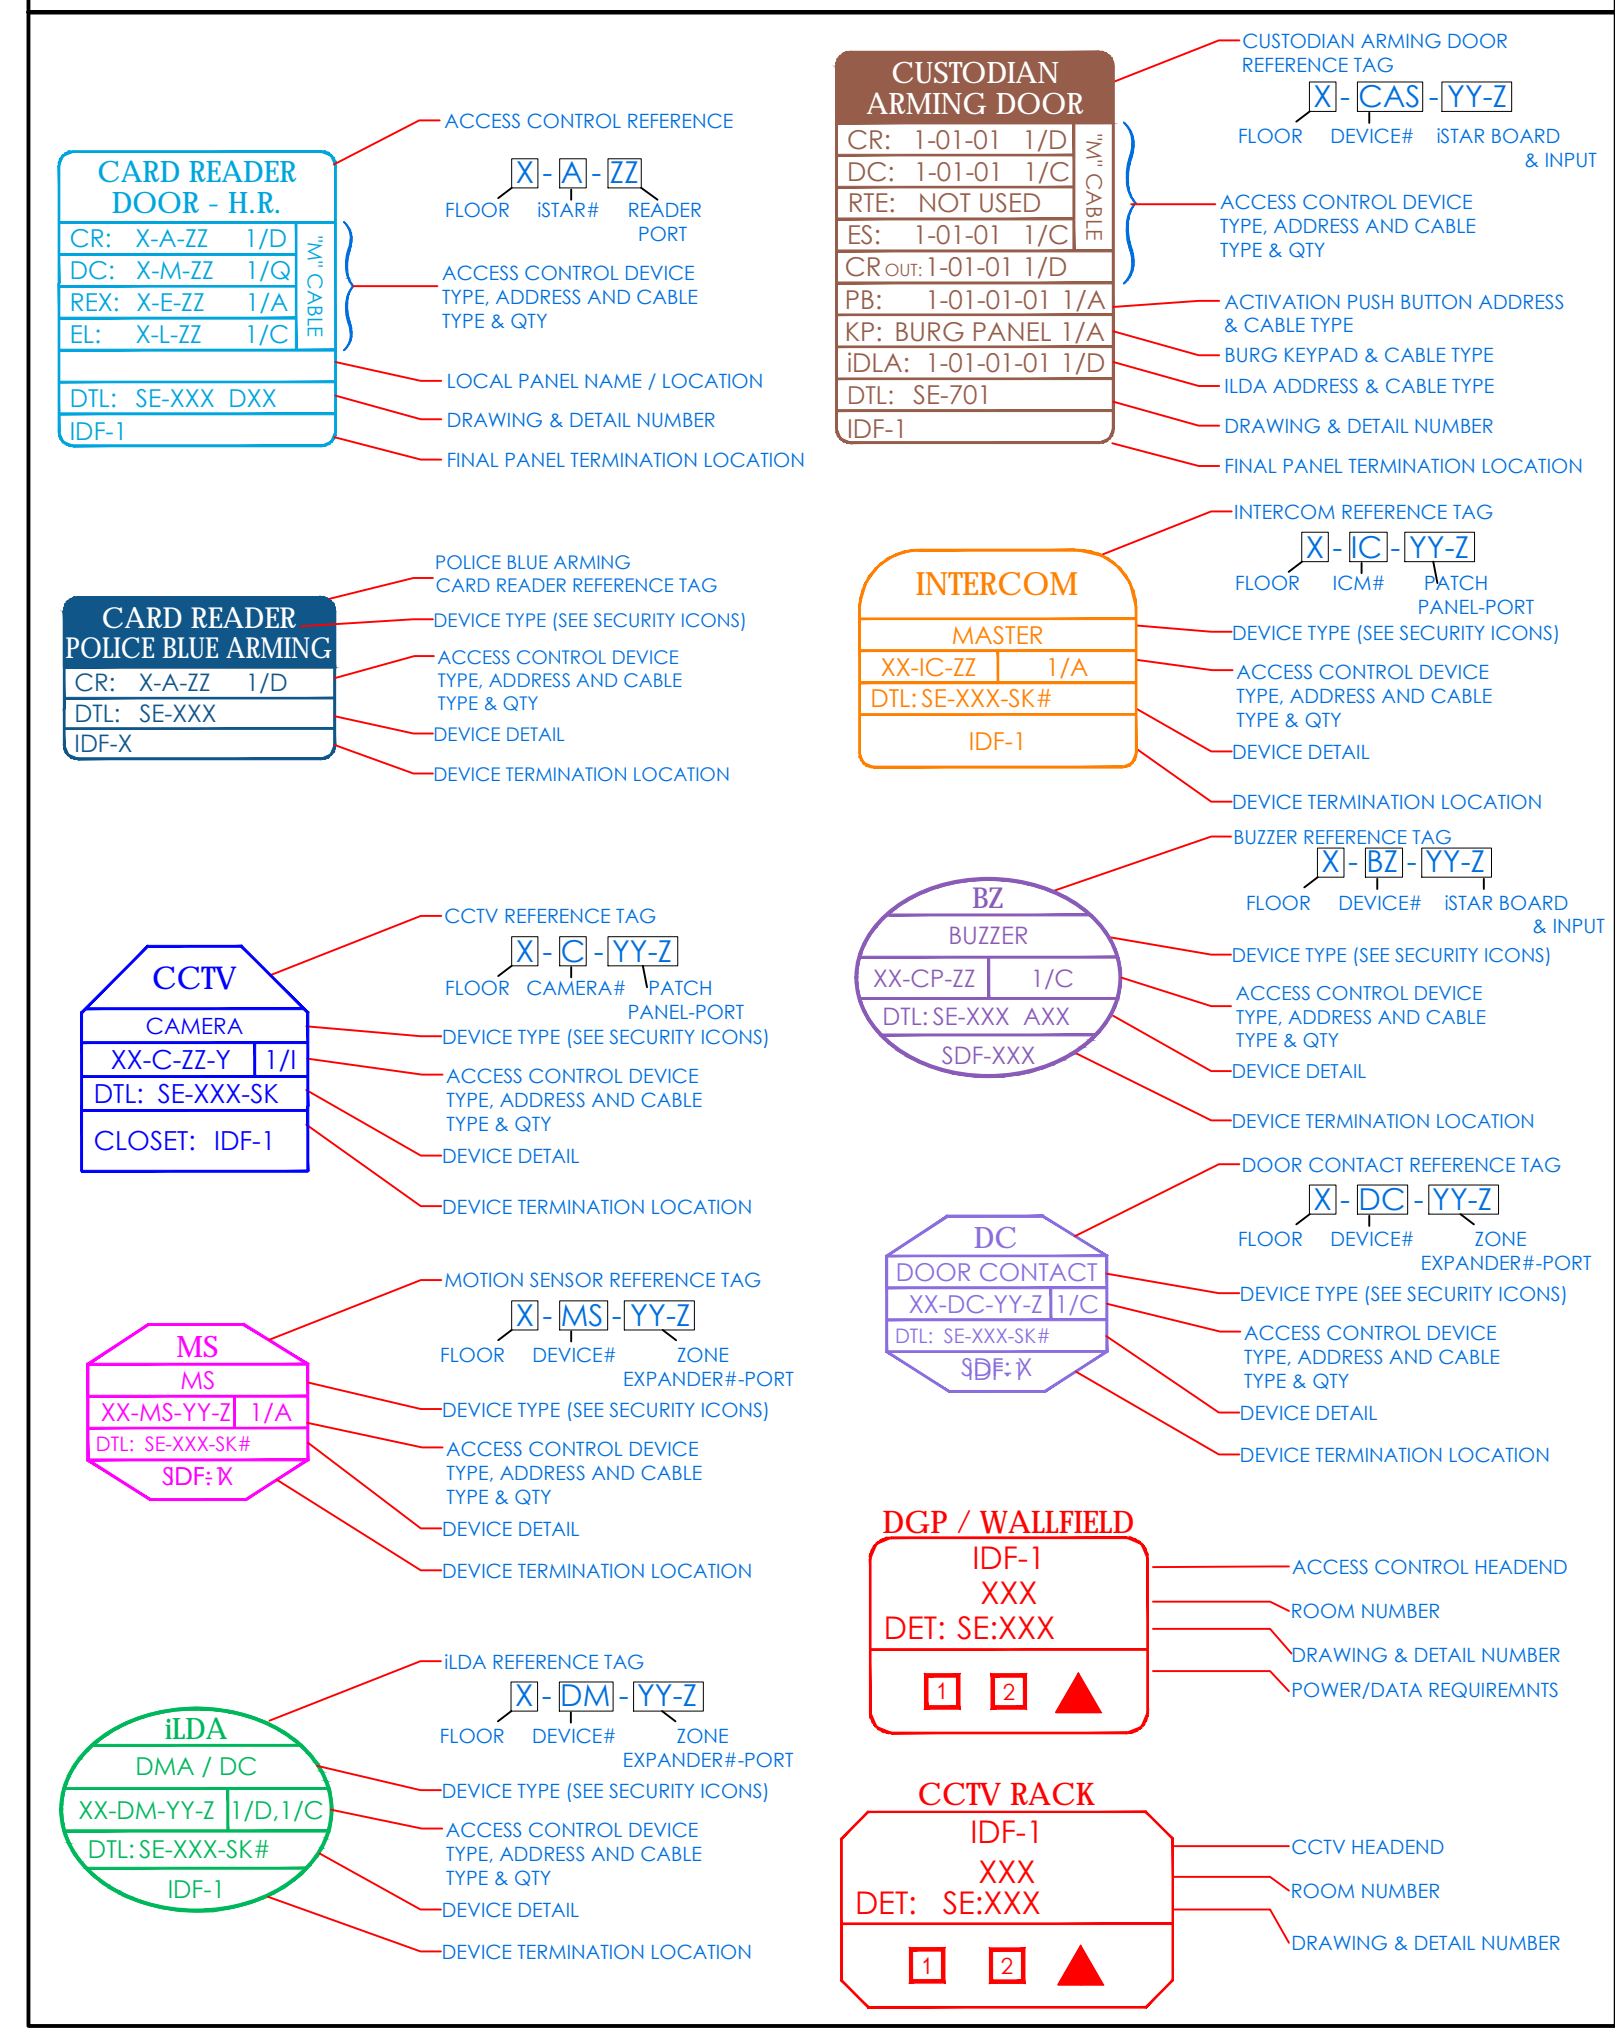 CARD READER
DOOR - H.R.
CR: X-A-ZZ 1/D
DC: X-M-ZZ 1/Q
REX: X-E-ZZ 1/A
EL: X-L-ZZ 1/C
"M" CABLE
DTL: SE-XXX DXX
IDF-1
ACCESS CONTROL REFERENCE
X - A - ZZ
FLOOR iSTAR# READER
PORT
ACCESS CONTROL DEVICE
TYPE, ADDRESS AND CABLE
TYPE & QTY
LOCAL PANEL NAME / LOCATION
DRAWING & DETAIL NUMBER
FINAL PANEL TERMINATION LOCATION
CUSTODIAN
ARMING DOOR
CR: 1-01-01 1/D
DC: 1-01-01 1/C
RTE: NOT USED
ES: 1-01-01 1/C
"M" CABLE
CR OUT: 1-01-01 1/D
PB: 1-01-01-01 1/A
KP: BURG PANEL 1/A
iDLA: 1-01-01-01 1/D
DTL: SE-701
IDF-1
CUSTODIAN ARMING DOOR
REFERENCE TAG
X - CAS - YY-Z
FLOOR DEVICE# iSTAR BOARD
& INPUT
ACCESS CONTROL DEVICE
TYPE, ADDRESS AND CABLE
TYPE & QTY
ACTIVATION PUSH BUTTON ADDRESS
& CABLE TYPE
BURG KEYPAD & CABLE TYPE
ILDA ADDRESS & CABLE TYPE
DRAWING & DETAIL NUMBER
FINAL PANEL TERMINATION LOCATION
CARD READER
POLICE BLUE ARMING
CR: X-A-ZZ 1/D
DTL: SE-XXX
IDF-X
POLICE BLUE ARMING
CARD READER REFERENCE TAG
DEVICE TYPE (SEE SECURITY ICONS)
ACCESS CONTROL DEVICE
TYPE, ADDRESS AND CABLE
TYPE & QTY
DEVICE DETAIL
DEVICE TERMINATION LOCATION
INTERCOM
MASTER
XX-IC-ZZ 1/A
DTL: SE-XXX-SK#
IDF-1
INTERCOM REFERENCE TAG
X - IC - YY-Z
FLOOR ICM# PATCH
PANEL-PORT
DEVICE TYPE (SEE SECURITY ICONS)
ACCESS CONTROL DEVICE
TYPE, ADDRESS AND CABLE
TYPE & QTY
DEVICE DETAIL
DEVICE TERMINATION LOCATION
CCTV
CAMERA
XX-C-ZZ-Y 1/I
DTL: SE-XXX-SK
CLOSET: IDF-1
CCTV REFERENCE TAG
X - C - YY-Z
FLOOR CAMERA# PATCH
PANEL-PORT
DEVICE TYPE (SEE SECURITY ICONS)
ACCESS CONTROL DEVICE
TYPE, ADDRESS AND CABLE
TYPE & QTY
DEVICE DETAIL
DEVICE TERMINATION LOCATION
BZ
BUZZER
XX-CP-ZZ 1/C
DTL: SE-XXX AXX
SDF-XXX
BUZZER REFERENCE TAG
X - BZ - YY-Z
FLOOR DEVICE# iSTAR BOARD
& INPUT
DEVICE TYPE (SEE SECURITY ICONS)
ACCESS CONTROL DEVICE
TYPE, ADDRESS AND CABLE
TYPE & QTY
DEVICE DETAIL
DEVICE TERMINATION LOCATION
MS
MS
XX-MS-YY-Z 1/A
DTL: SE-XXX-SK#
MOTION SENSOR REFERENCE TAG
X - MS - YY-Z
FLOOR DEVICE# ZONE
EXPANDER#-PORT
DEVICE TYPE (SEE SECURITY ICONS)
ACCESS CONTROL DEVICE
TYPE, ADDRESS AND CABLE
TYPE & QTY
DEVICE DETAIL
DEVICE TERMINATION LOCATION
DC
DOOR CONTACT
XX-DC-YY-Z 1/C
DTL: SE-XXX-SK#
DOOR CONTACT REFERENCE TAG
X - DC - YY-Z
FLOOR DEVICE# ZONE
EXPANDER#-PORT
DEVICE TYPE (SEE SECURITY ICONS)
ACCESS CONTROL DEVICE
TYPE, ADDRESS AND CABLE
TYPE & QTY
DEVICE DETAIL
DEVICE TERMINATION LOCATION
iLDA
DMA / DC
XX-DM-YY-Z 1/D,1/C
DTL: SE-XXX-SK#
IDF-1
iLDA REFERENCE TAG
X - DM - YY-Z
FLOOR DEVICE# ZONE
EXPANDER#-PORT
DEVICE TYPE (SEE SECURITY ICONS)
ACCESS CONTROL DEVICE
TYPE, ADDRESS AND CABLE
TYPE & QTY
DEVICE DETAIL
DEVICE TERMINATION LOCATION
DGP / WALLFIELD
IDF-1
XXX
DET: SE:XXX
1 2
ACCESS CONTROL HEADEND
ROOM NUMBER
DRAWING & DETAIL NUMBER
POWER/DATA REQUIREMNTS
CCTV RACK
IDF-1
XXX
DET: SE:XXX
1 2
CCTV HEADEND
ROOM NUMBER
DRAWING & DETAIL NUMBER